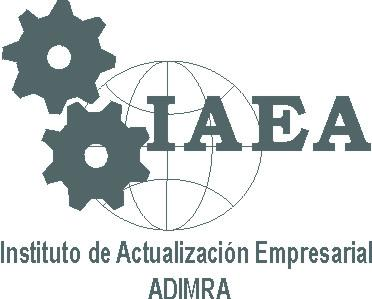 IAEA
Instituto de Actualización Empresarial
ADIMRA